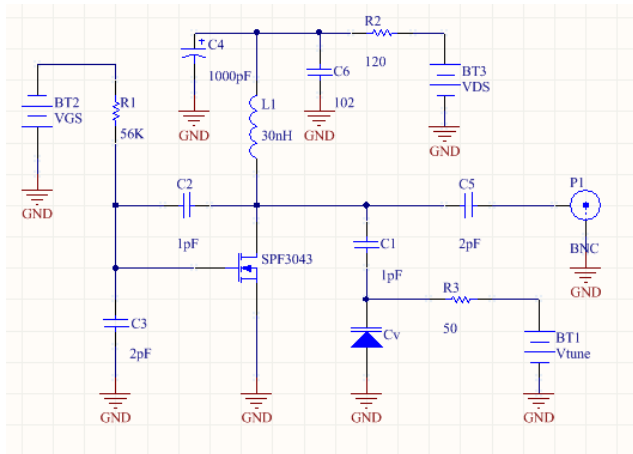 R2
120
+
C4
1000pF
C6
102
BT3
VDS
GND
GND
GND
BT2
VGS
R1
56K
GND
L1
30nH
C2
1pF
C5
2pF
P1
BNC
GND
SPF3043
C1
1pF
R3
50
C3
2pF
Cv
BT1
Vtune
GND
GND
GND
GND